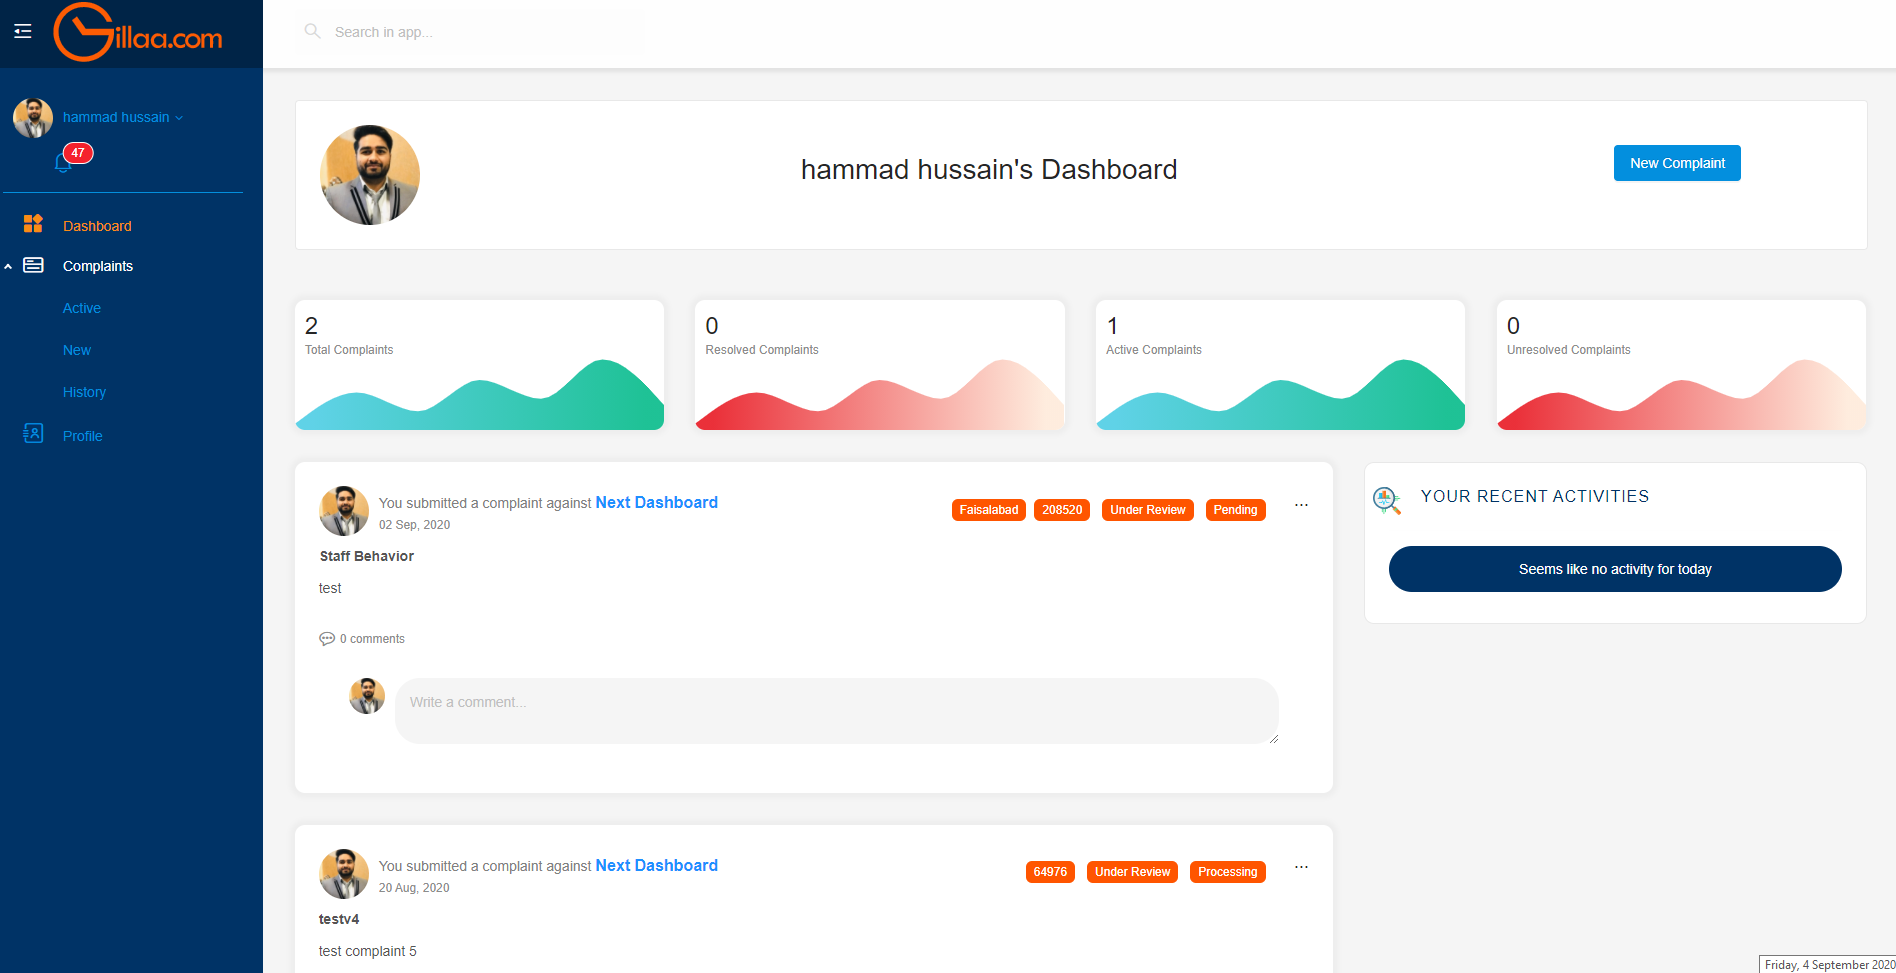 Gillaa.com
Search in app...
hammad hussain
47
Dashboard
Complaints
Active
New
History
Profile
hammad hussain's Dashboard
New Complaint
2
Total Complaints
0
Resolved Complaints
1
Active Complaints
0
Unresolved Complaints
You submitted a complaint against Next Dashboard
02 Sep, 2020
Faisalabad 208520 Under Review Pending
Staff Behavior
test
0 comments
Write a comment...
YOUR RECENT ACTIVITIES
Seems like no activity for today
You submitted a complaint against Next Dashboard
20 Aug, 2020
64976 Under Review Processing
testv4
test complaint 5
Friday, 4 September 2020